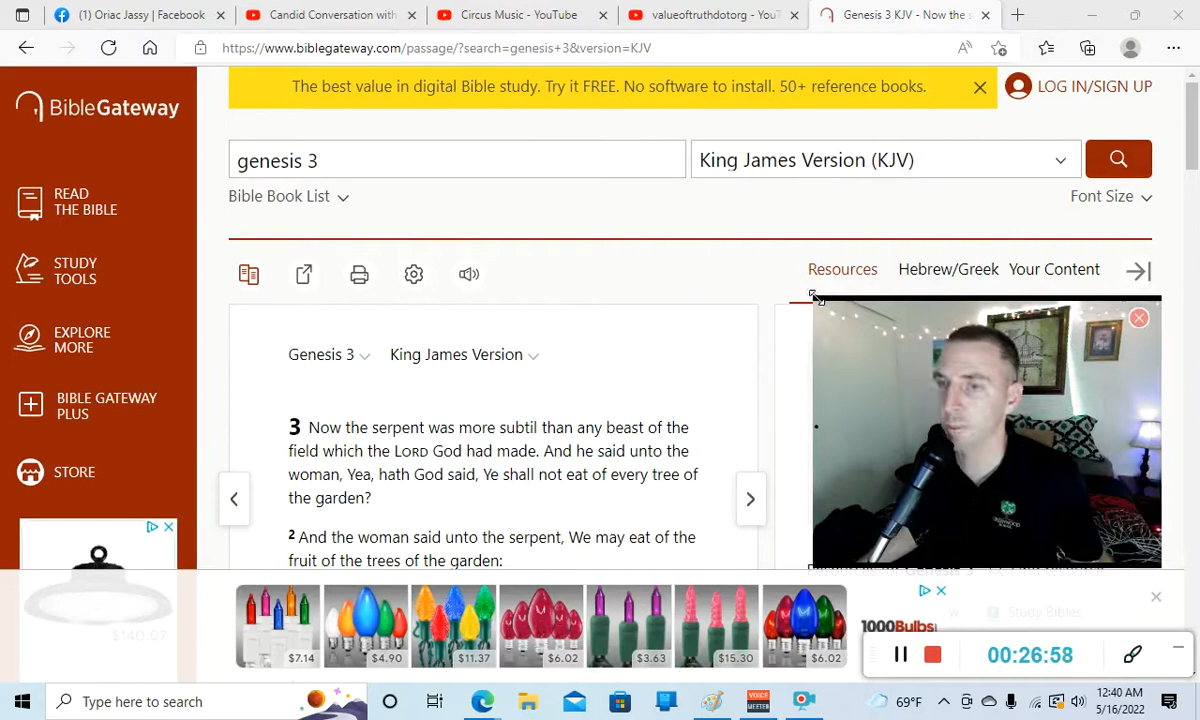 (1) Oriac Jassy | Facebook
Candid Conversation with
Circus Music - YouTube
valueoftruthdotorg - YouT
Genesis 3 KJV - Now the s
https://www.biblegateway.com/passage/?search=genesis+3&version=KJV
The best value in digital Bible study. Try it FREE. No software to install. 50+ reference books.
LOG IN/SIGN UP
BibleGateway
genesis 3
King James Version (KJV)
Bible Book List
Font Size
READ
THE BIBLE
STUDY
TOOLS
EXPLORE
MORE
BIBLE GATEWAY
PLUS
STORE
Resources
Hebrew/Greek
Your Content
Genesis 3
King James Version
3 Now the serpent was more subtil than any beast of the
field which the LORD God had made. And he said unto the
woman, Yea, hath God said, Ye shall not eat of every tree of
the garden?
2 And the woman said unto the serpent, We may eat of the
fruit of the trees of the garden:
$140.07
$7.14
$4.90
$11.37
$6.02
$3.63
$15.30
$6.02
1000Bulbs
Study Bibles
00:26:58
Type here to search
VOICE
MEETER
69°F
12:40 AM
5/16/2022